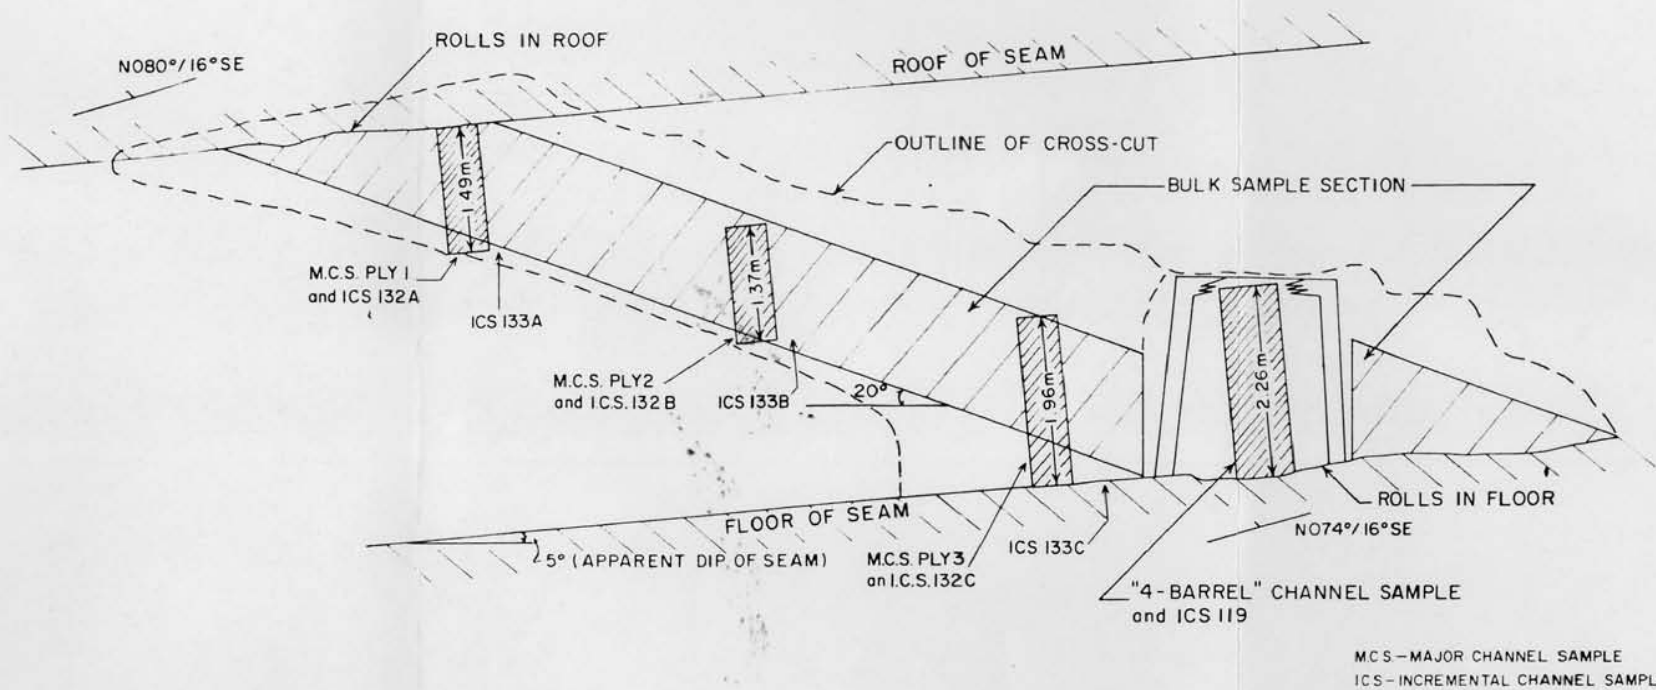 ROLLS IN ROOF
N080°/16°SE
ROOF OF SEAM
OUTLINE OF CROSS-CUT
BULK SAMPLE SECTION
1.49m
M.C.S. PLY 1
and ICS 132A
ICS 133A
1.37m
M.C.S. PLY2
and I.C.S. 132B
ICS 133B
20°
1.96m
2.26m
ROLLS IN FLOOR
N074°/16°SE
FLOOR OF SEAM
5° (APPARENT DIP OF SEAM)
M.C.S. PLY3
an I.C.S. 132C
ICS 133C
"4-BARREL" CHANNEL SAMPLE
and ICS 119
M.C.S.-MAJOR CHANNEL SAMPLE
ICS-INCREMENTAL CHANNEL SAMPL